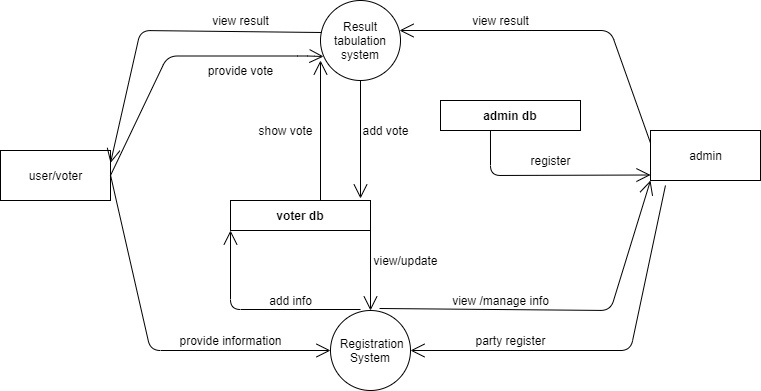 view result
Result
tabulation
system
view result
provide vote
admin db
show vote
add vote
register
admin
user/voter
voter db
view/update
add info
view /manage info
provide information
Registration
System
party register